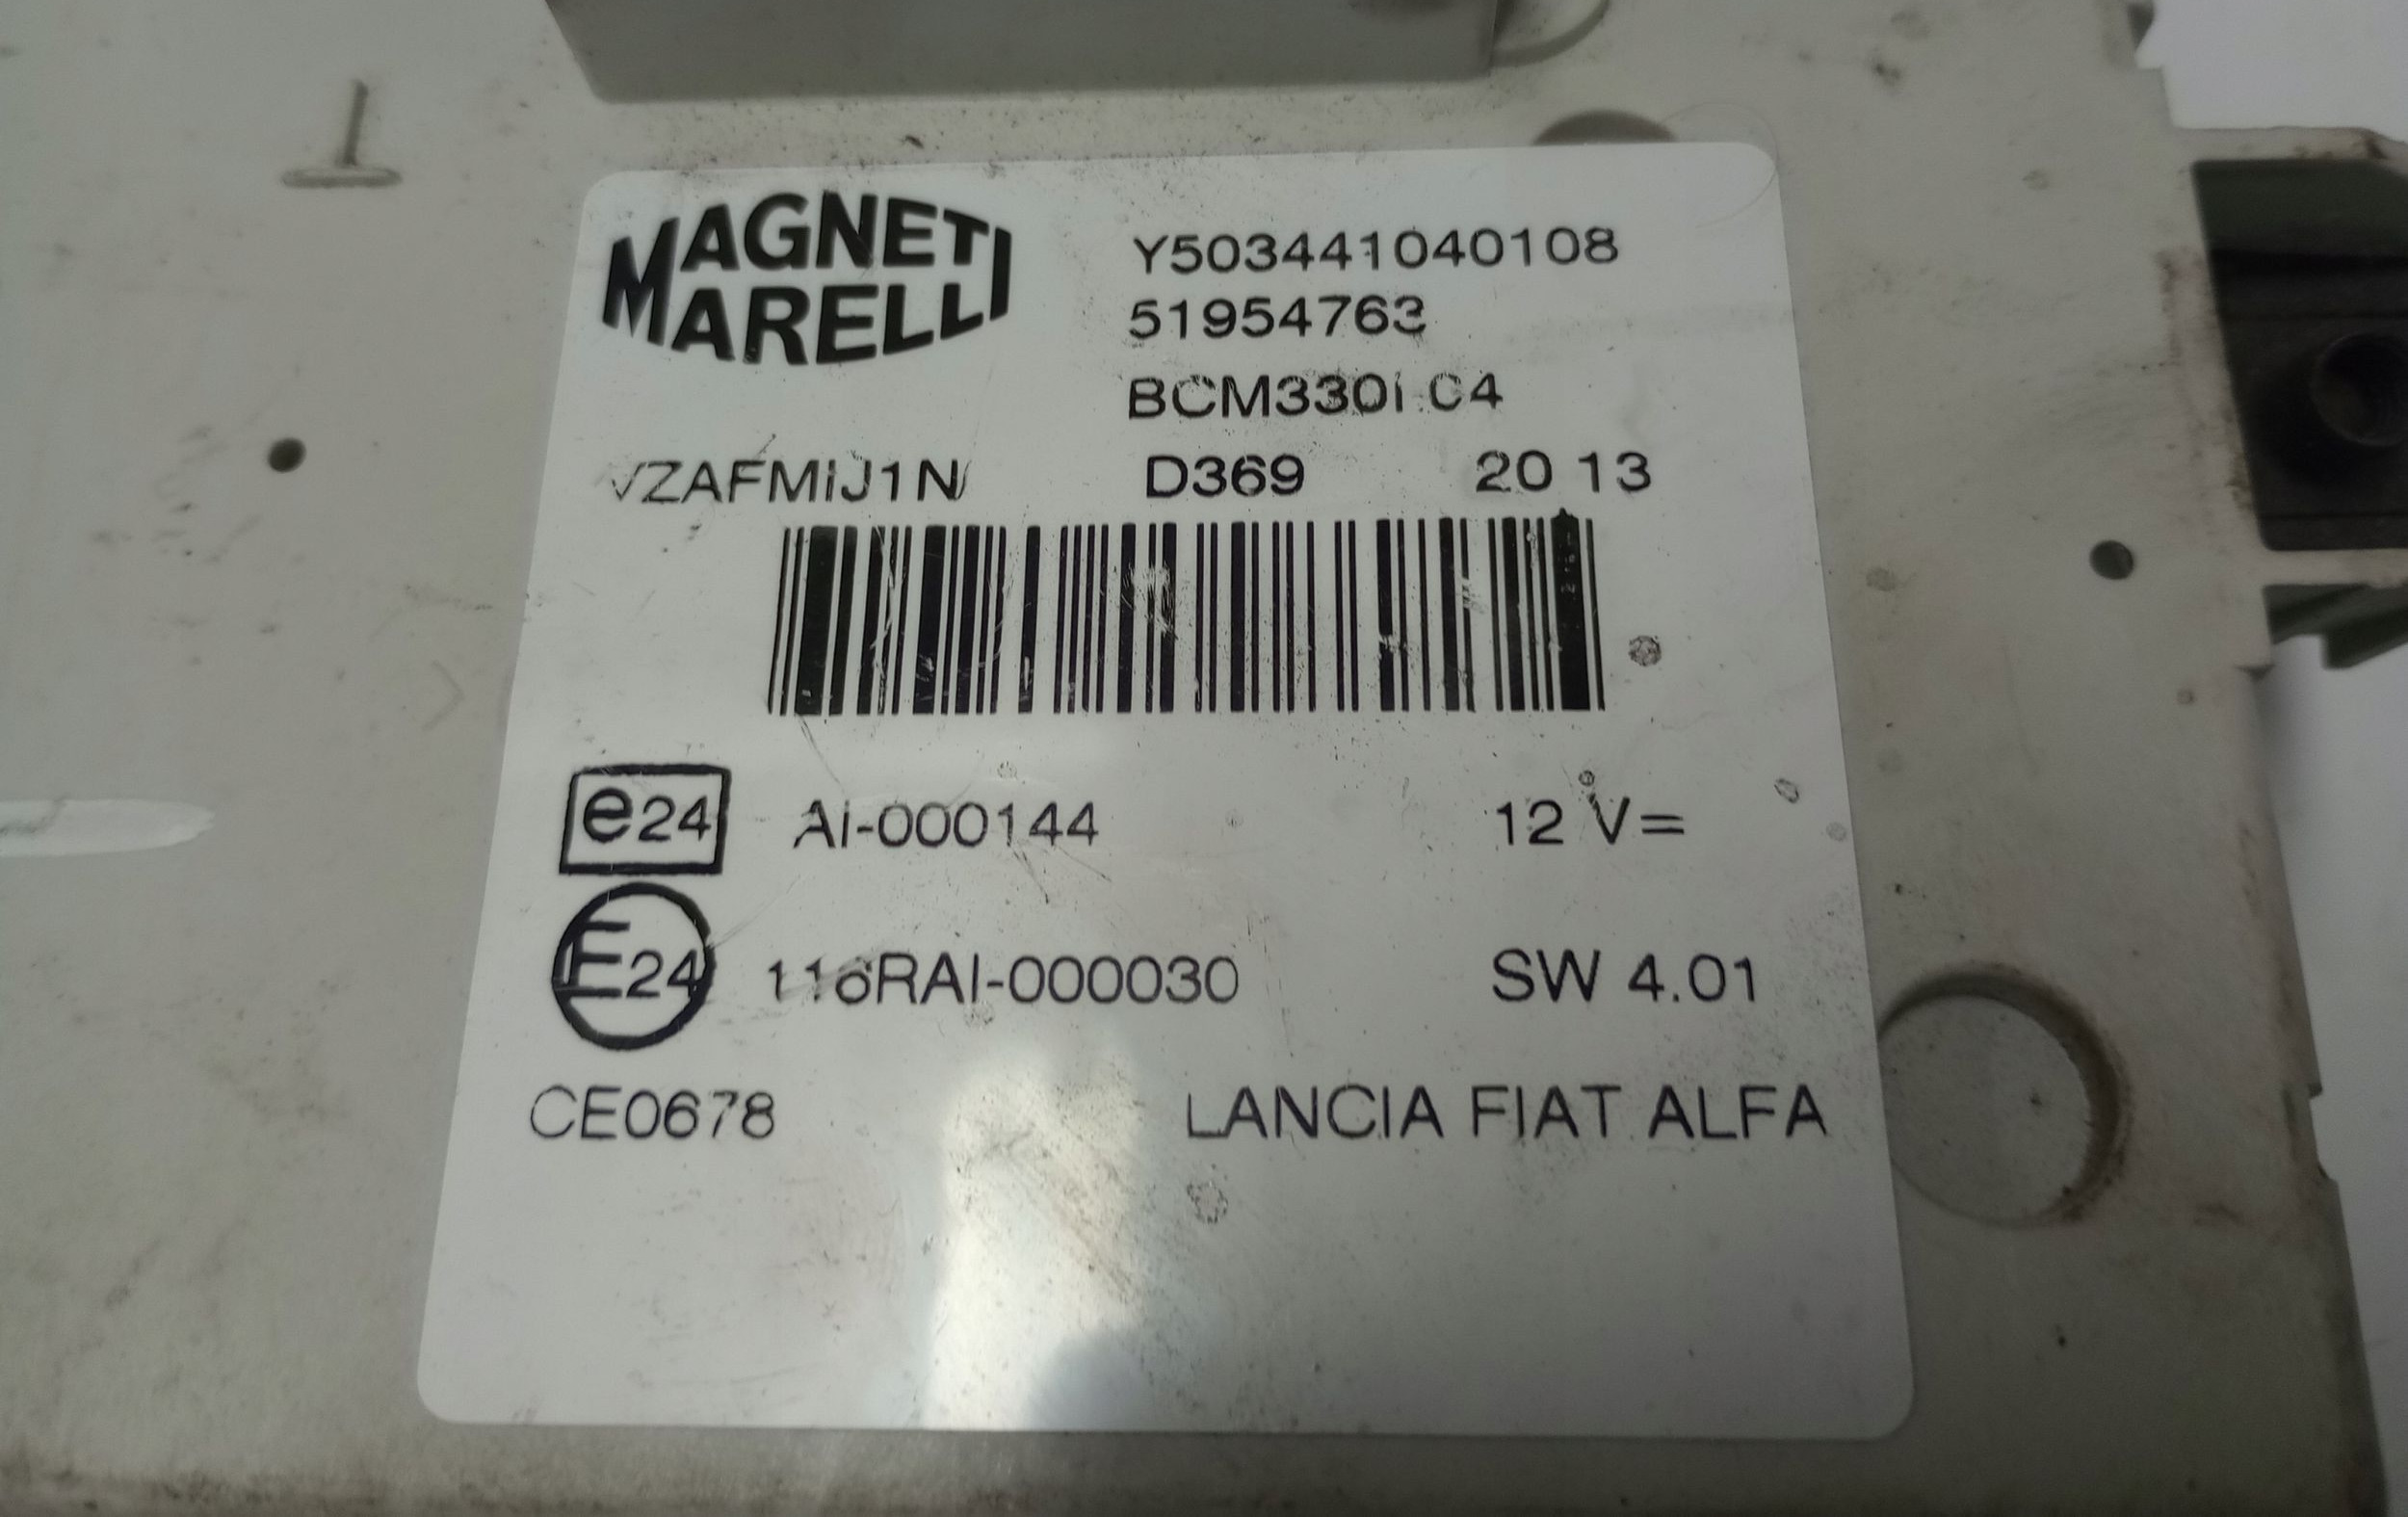 MAGNETI
MARELLI
Y503441040108
51954763
BCM330i C4
VZAFMIJ1N D369 20 13
e24 AI-000144 12 V=
E24 116RAI-000030 SW 4.01
CE0678 LANCIA FIAT ALFA